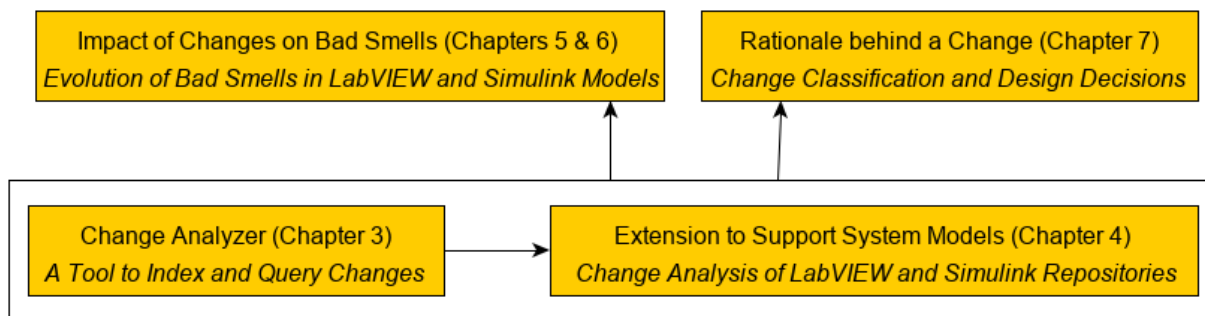 Impact of Changes on Bad Smells (Chapters 5 & 6)
Evolution of Bad Smells in LabVIEW and Simulink Models
Rationale behind a Change (Chapter 7)
Change Classification and Design Decisions
Change Analyzer (Chapter 3)
A Tool to Index and Query Changes
Extension to Support System Models (Chapter 4)
Change Analysis of LabVIEW and Simulink Repositories